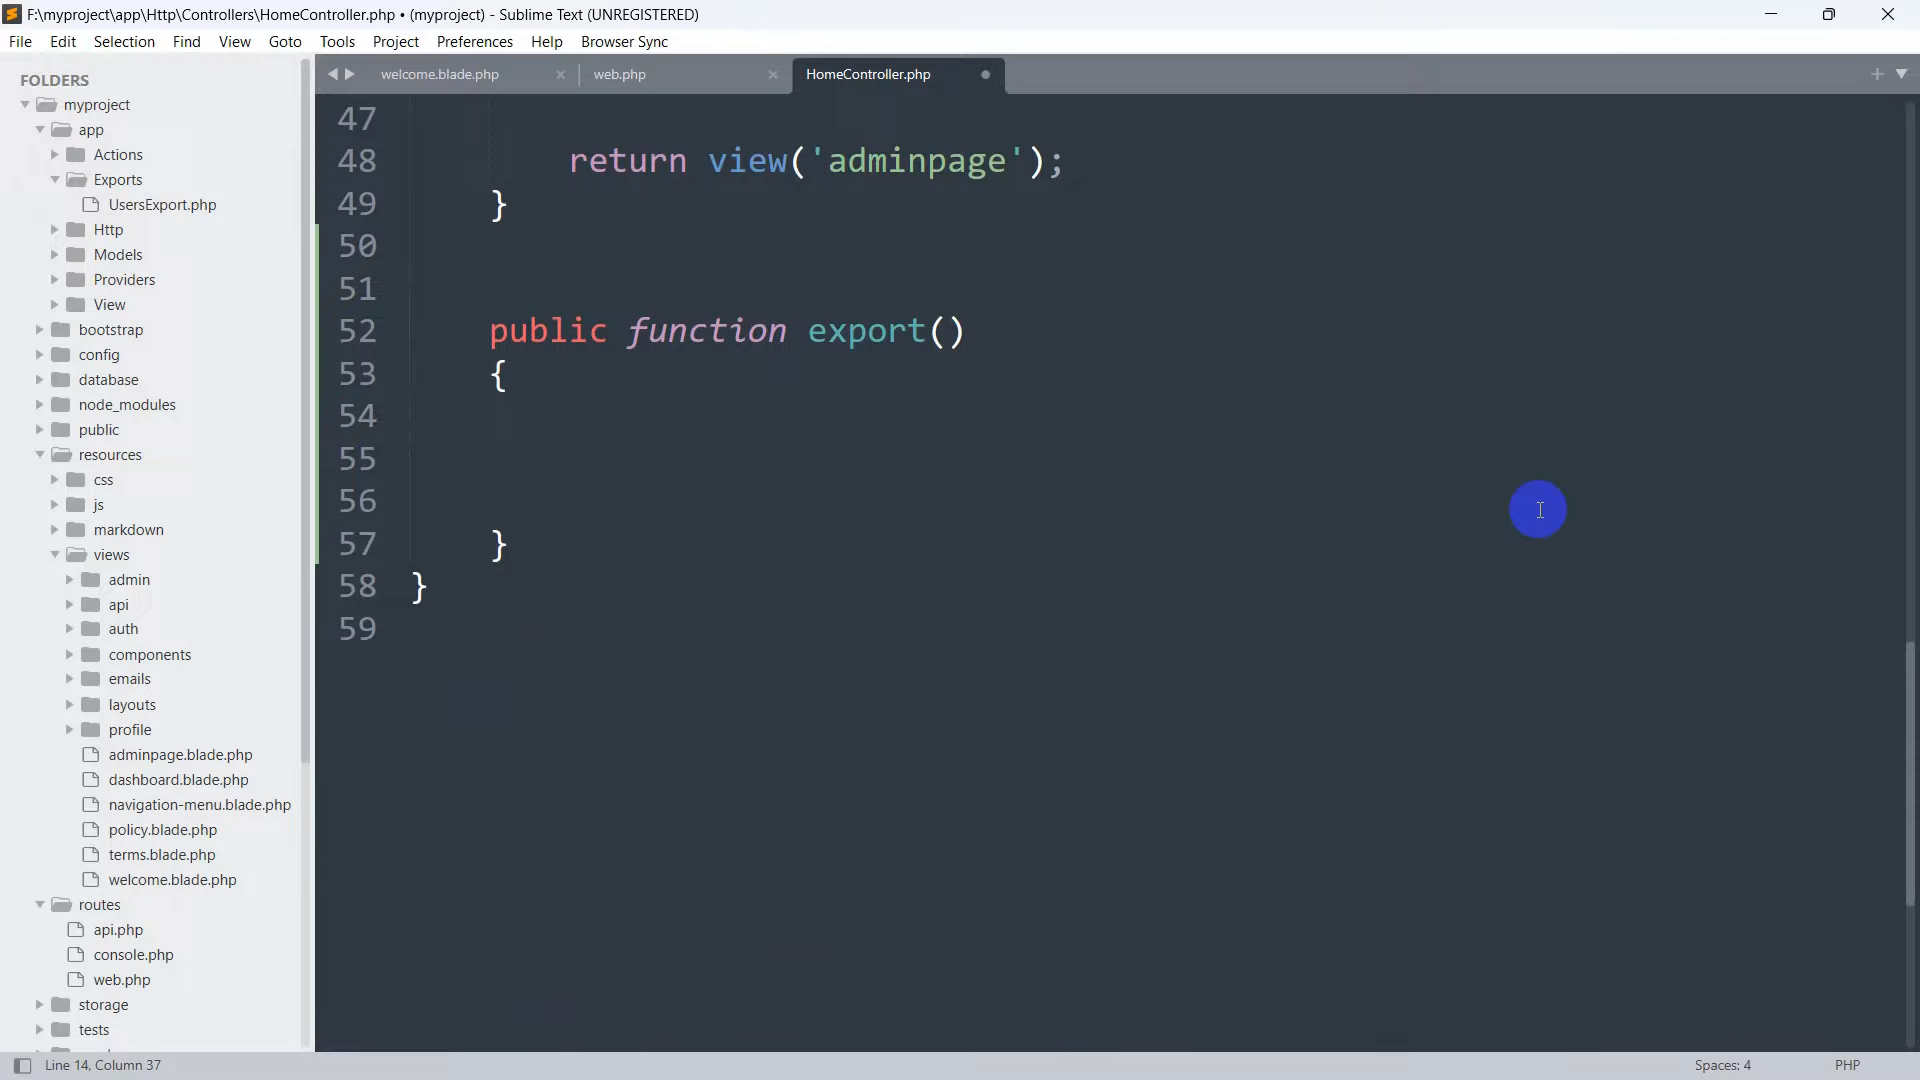 F:\myproject\app\Http\Controllers\HomeController.php • (myproject) - Sublime Text (UNREGISTERED)
File Edit Selection Find View Goto Tools Project Preferences Help Browser Sync
FOLDERS
myproject
app
Actions
Exports
UsersExport.php
Http
Models
Providers
View
bootstrap
config
database
node_modules
public
resources
css
js
markdown
views
admin
api
auth
components
emails
layouts
profile
adminpage.blade.php
dashboard.blade.php
navigation-menu.blade.php
policy.blade.php
terms.blade.php
welcome.blade.php
routes
api.php
console.php
web.php
storage
tests
welcome.blade.php × web.php × HomeController.php
47
48 return view('adminpage');
49 }
50
51
52 public function export()
53 {
54
55
56
57 }
58 }
59
Line 14, Column 37
Spaces: 4 PHP